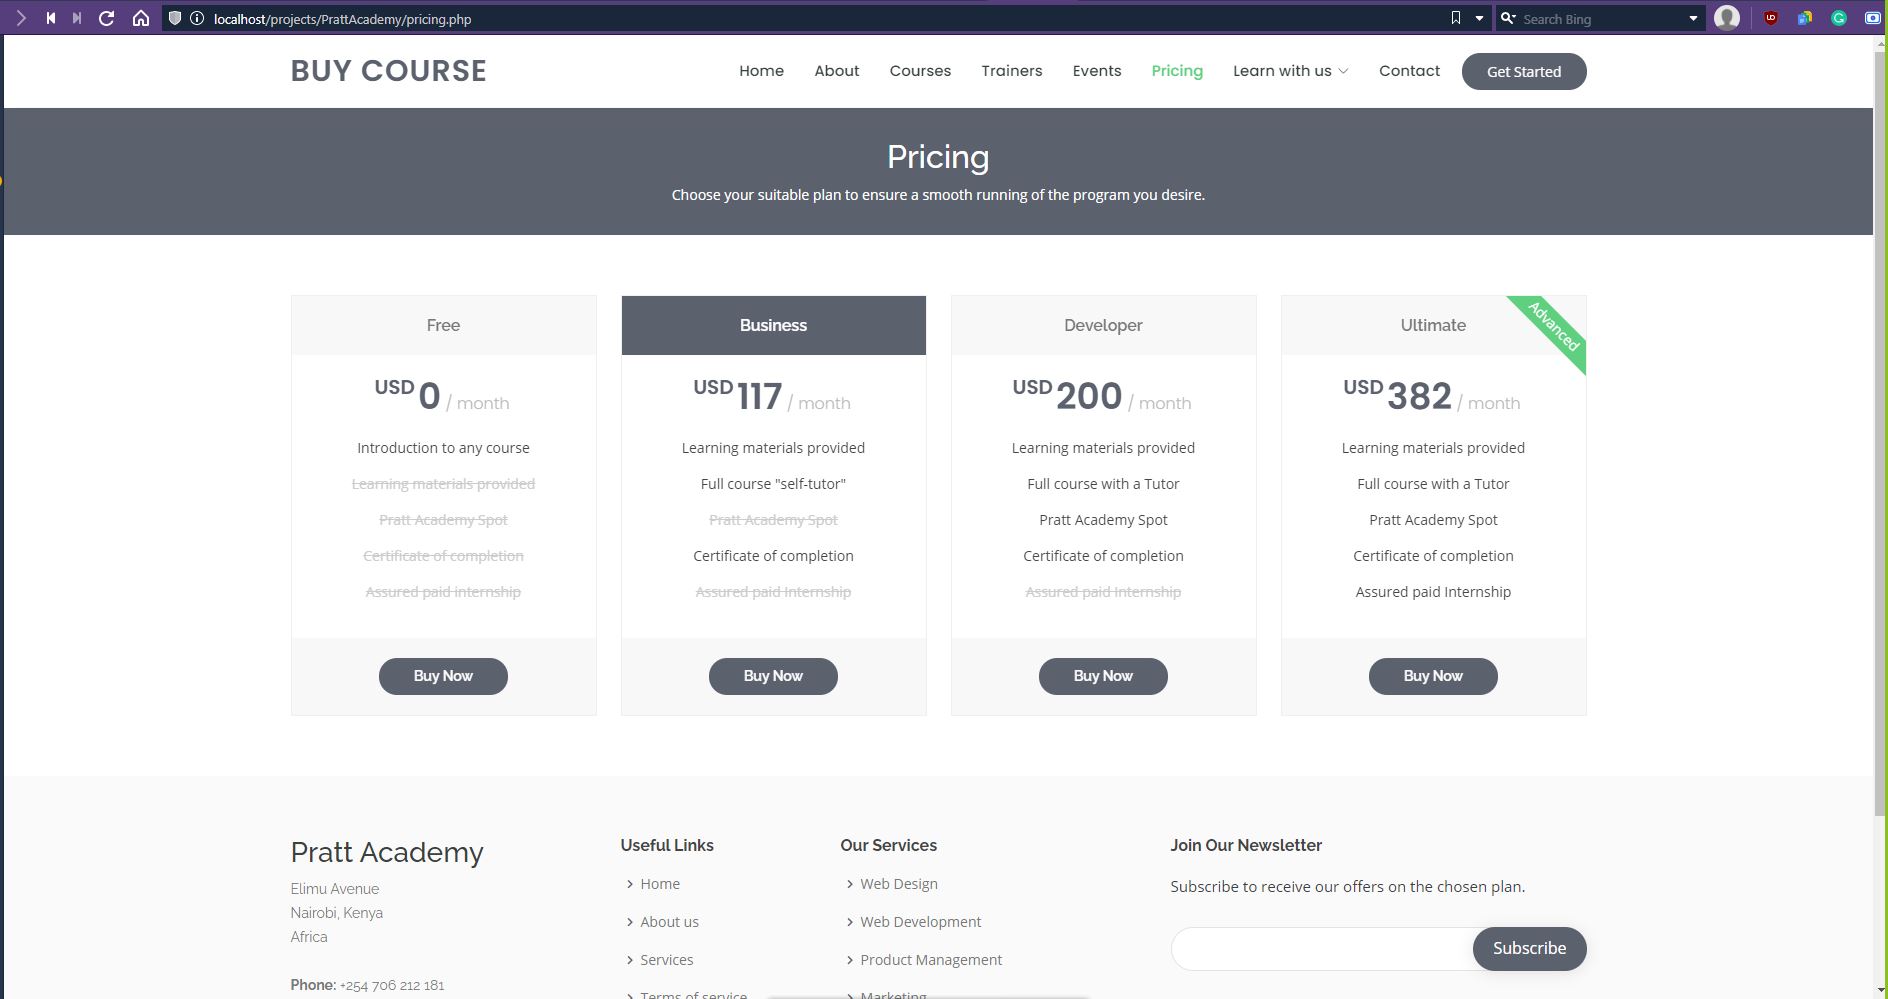 localhost/projects/PrattAcademy/pricing.php
Search Bing
BUY COURSE
Home
About
Courses
Trainers
Events
Pricing
Learn with us
Contact
Get Started
Pricing
Choose your suitable plan to ensure a smooth running of the program you desire.
Free
USD 0 / month
Introduction to any course
Learning materials provided
Pratt Academy Spot
Certificate of completion
Assured paid internship
Buy Now
Business
USD 117 / month
Learning materials provided
Full course "self-tutor"
Pratt Academy Spot
Certificate of completion
Assured paid Internship
Buy Now
Developer
USD 200 / month
Learning materials provided
Full course with a Tutor
Pratt Academy Spot
Certificate of completion
Assured paid Internship
Buy Now
Ultimate
Advanced
USD 382 / month
Learning materials provided
Full course with a Tutor
Pratt Academy Spot
Certificate of completion
Assured paid Internship
Buy Now
Pratt Academy
Elimu Avenue
Nairobi, Kenya
Africa
Phone: +254 706 212 181
Useful Links
Home
About us
Services
Terms of service
Our Services
Web Design
Web Development
Product Management
Marketing
Join Our Newsletter
Subscribe to receive our offers on the chosen plan.
Subscribe